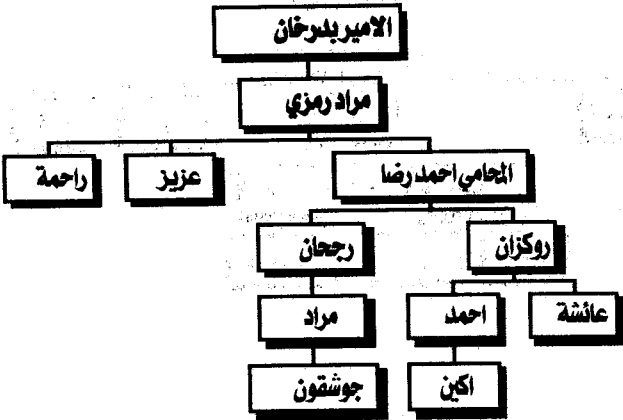 الامير بدرخان
مراد رمزي
المحامي احمد رضا
عزيز
راحمة
روكزان
رجحان
عائشة
احمد
مراد
اكين
جوشقون